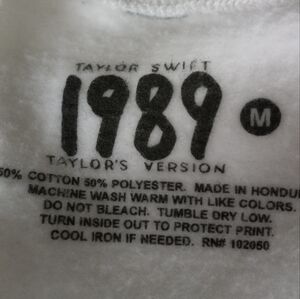 TAYLOR SWIFT
1989 M
TAYLOR'S VERSION
50% COTTON 50% POLYESTER. MADE IN HONDU
MACHINE WASH WARM WITH LIKE COLORS.
DO NOT BLEACH. TUMBLE DRY LOW.
TURN INSIDE OUT TO PROTECT PRINT.
COOL IRON IF NEEDED. RN# 102050